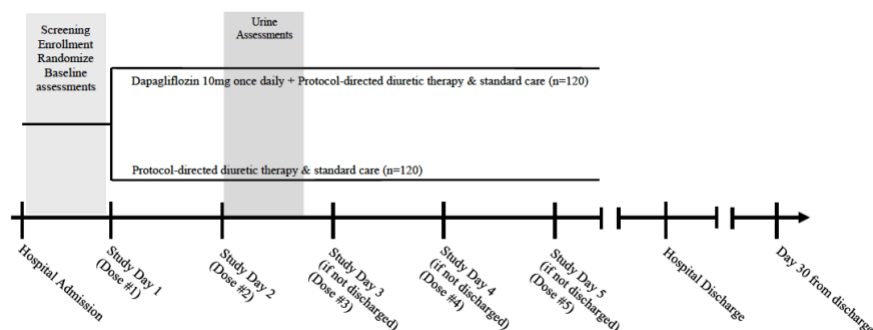 Screening
Enrollment
Randomize
Baseline
assessments
Urine
Assessments
Dapagliflozin 10mg once daily + Protocol-directed diuretic therapy & standard care (n=120)
Protocol-directed diuretic therapy & standard care (n=120)
Hospital Admission
Study Day 1
(Dose #1)
Study Day 2
(Dose #2)
Study Day 3
(if not discharged)
(Dose #3)
Study Day 4
(if not discharged)
(Dose #4)
Study Day 5
(if not discharged)
(Dose #5)
Hospital Discharge
Day 30 from discharge